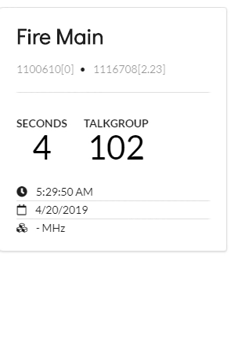 Fire Main
1100610[0] • 1116708[2.23]
SECONDS TALKGROUP
4 102
5:29:50 AM
4/20/2019
- MHz